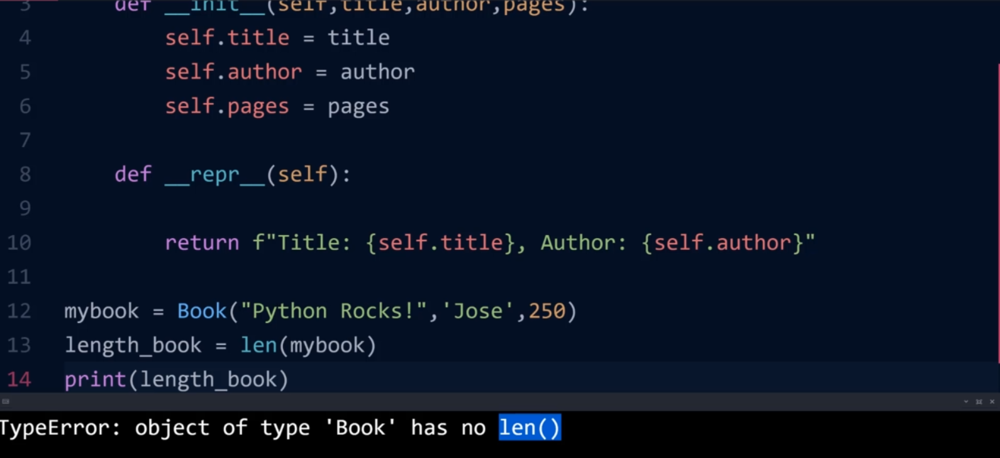 3 def __init__(self,title,author,pages):
4 self.title = title
5 self.author = author
6 self.pages = pages
7
8 def __repr__(self):
9
10 return f"Title: {self.title}, Author: {self.author}"
11
12 mybook = Book("Python Rocks!",'Jose',250)
13 length_book = len(mybook)
14 print(length_book)
TypeError: object of type 'Book' has no len()